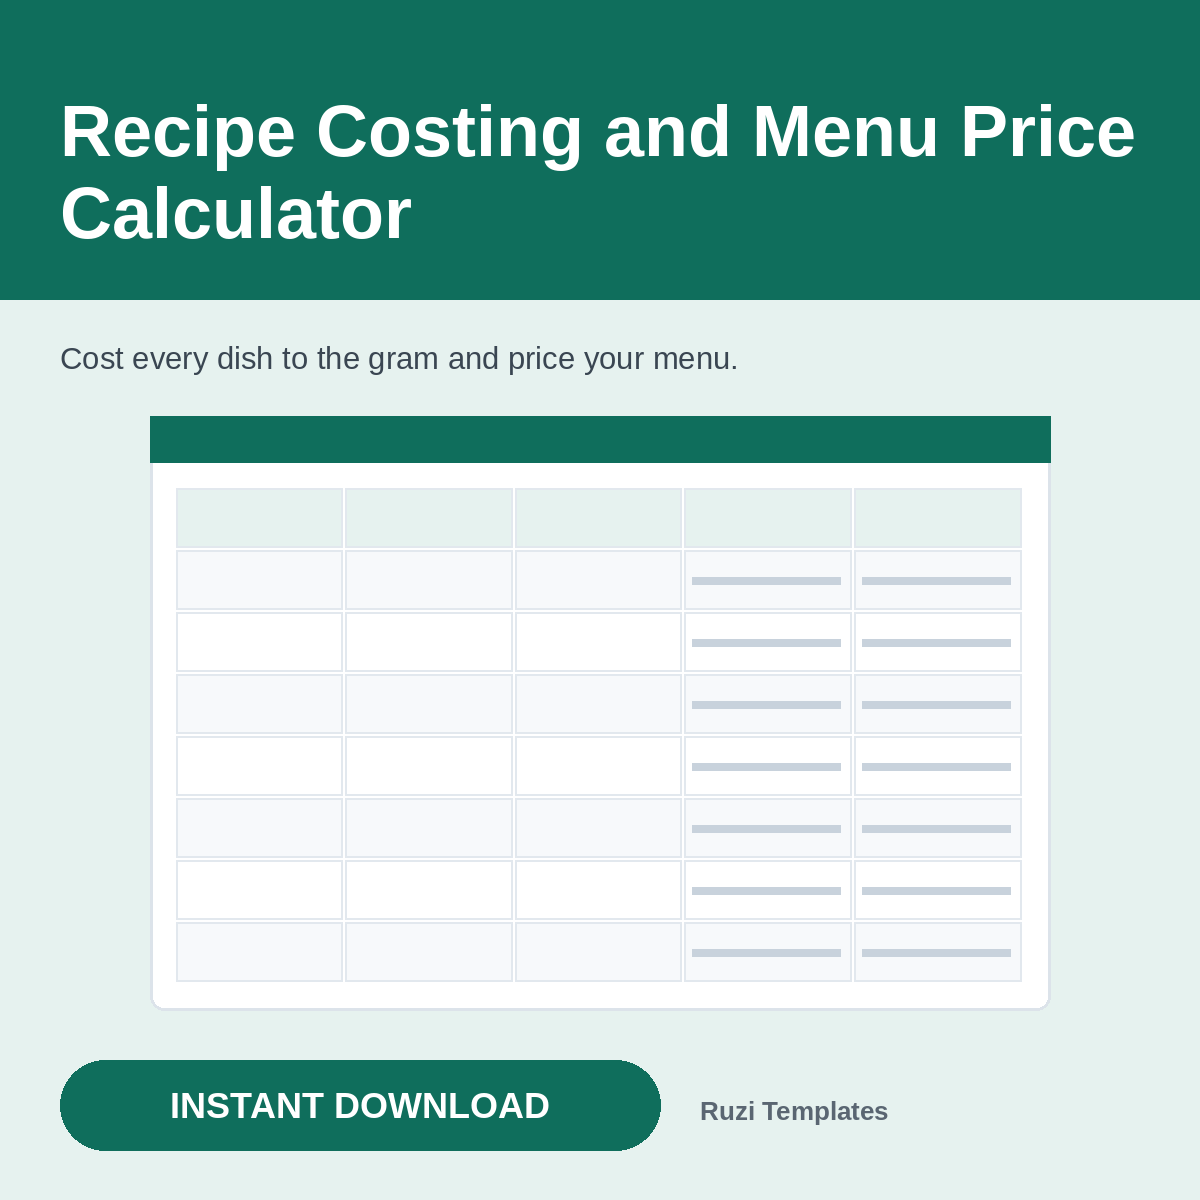 Recipe Costing and Menu Price
Calculator
Cost every dish to the gram and price your menu.
INSTANT DOWNLOAD
Ruzi Templates